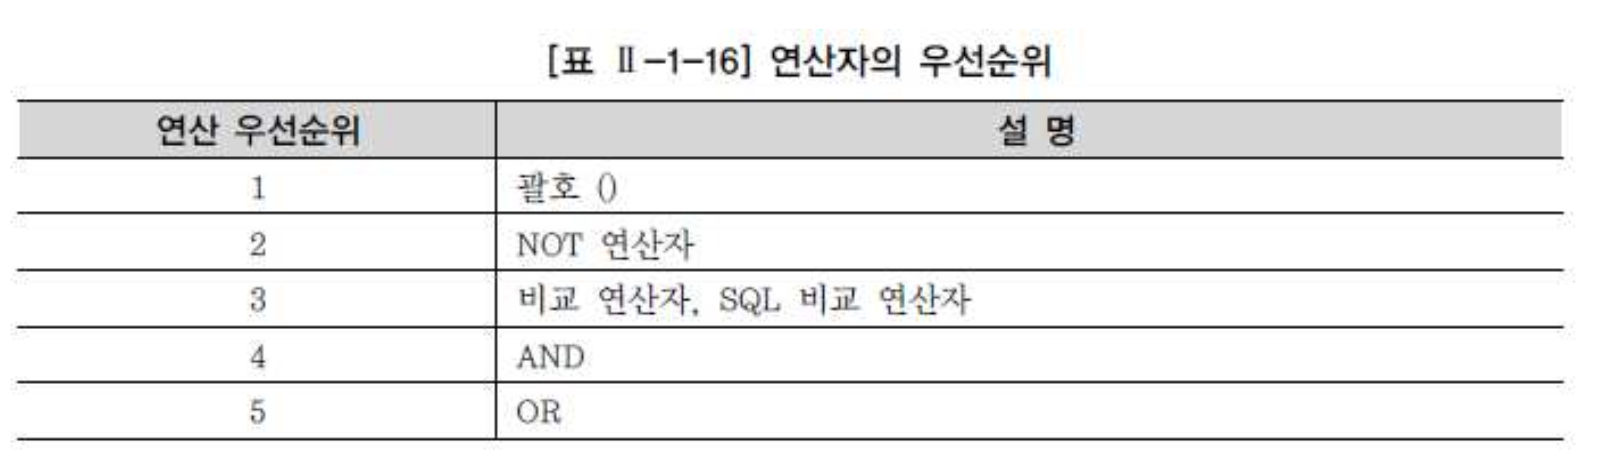 [표 Ⅱ-1-16] 연산자의 우선순위
연산 우선순위 설 명
1 괄호 ()
2 NOT 연산자
3 비교 연산자, SQL 비교 연산자
4 AND
5 OR